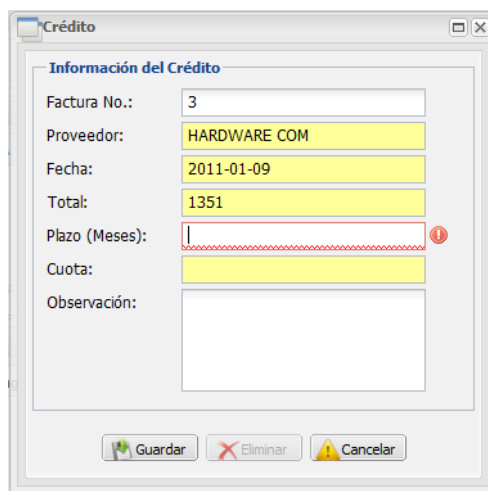 Crédito
Información del Crédito
Factura No.: 3
Proveedor: HARDWARE COM
Fecha: 2011-01-09
Total: 1351
Plazo (Meses):
Cuota:
Observación:
Guardar Eliminar Cancelar